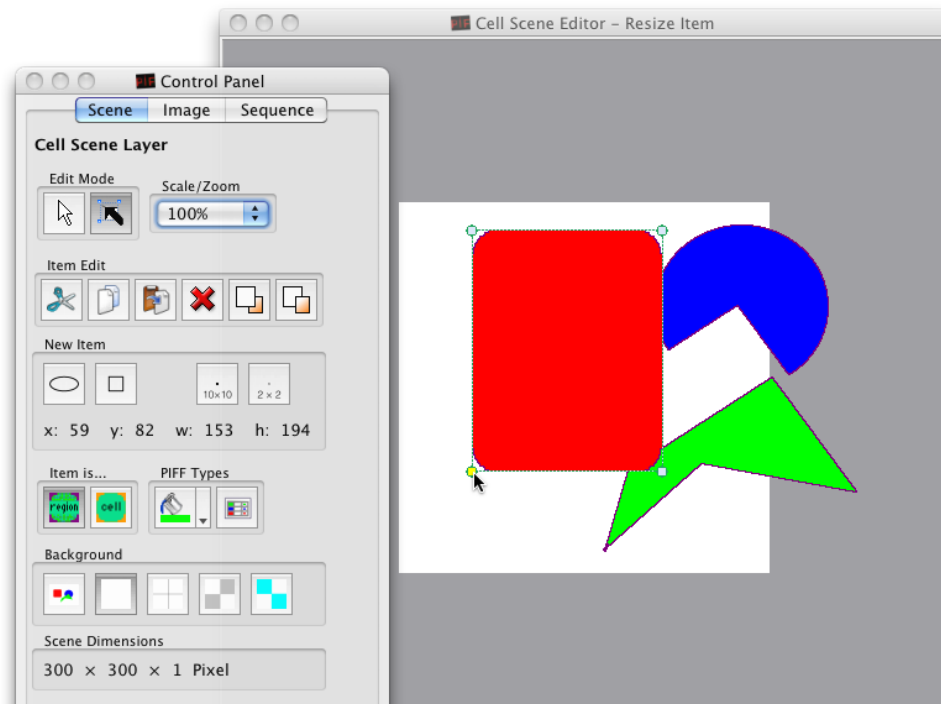 Cell Scene Editor – Resize Item
Control Panel
Scene Image Sequence
Cell Scene Layer
Edit Mode
Scale/Zoom
100%
Item Edit
New Item
10×10 2 × 2
x: 59 y: 82 w: 153 h: 194
Item is... PIFF Types
region cell
Background
Scene Dimensions
300 × 300 × 1 Pixel